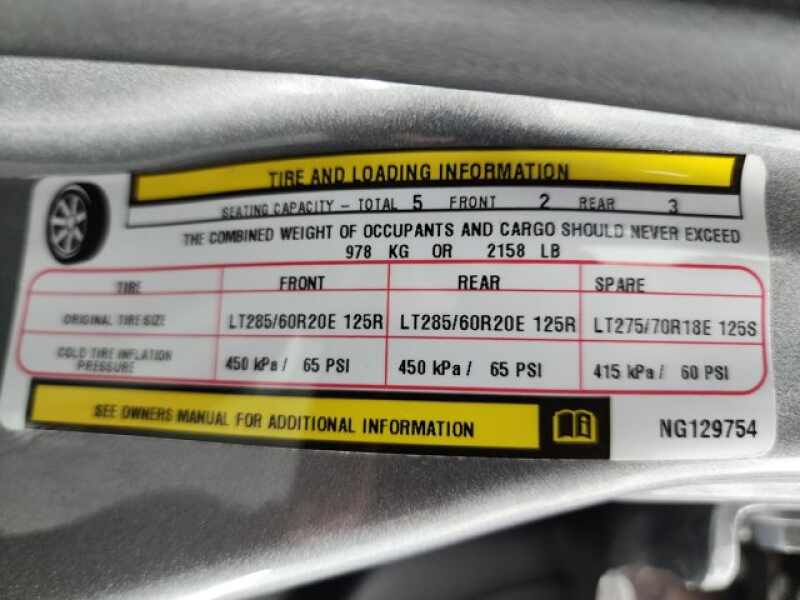 TIRE AND LOADING INFORMATION
SEATING CAPACITY – TOTAL 5 FRONT 2 REAR 3
THE COMBINED WEIGHT OF OCCUPANTS AND CARGO SHOULD NEVER EXCEED
978 KG OR 2158 LB
TIRE FRONT REAR SPARE
ORIGINAL TIRE SIZE LT285/60R20E 125R LT285/60R20E 125R LT275/70R18E 125S
COLD TIRE INFLATION PRESSURE 450 kPa / 65 PSI 450 kPa / 65 PSI 415 kPa / 60 PSI
SEE OWNERS MANUAL FOR ADDITIONAL INFORMATION
NG129754